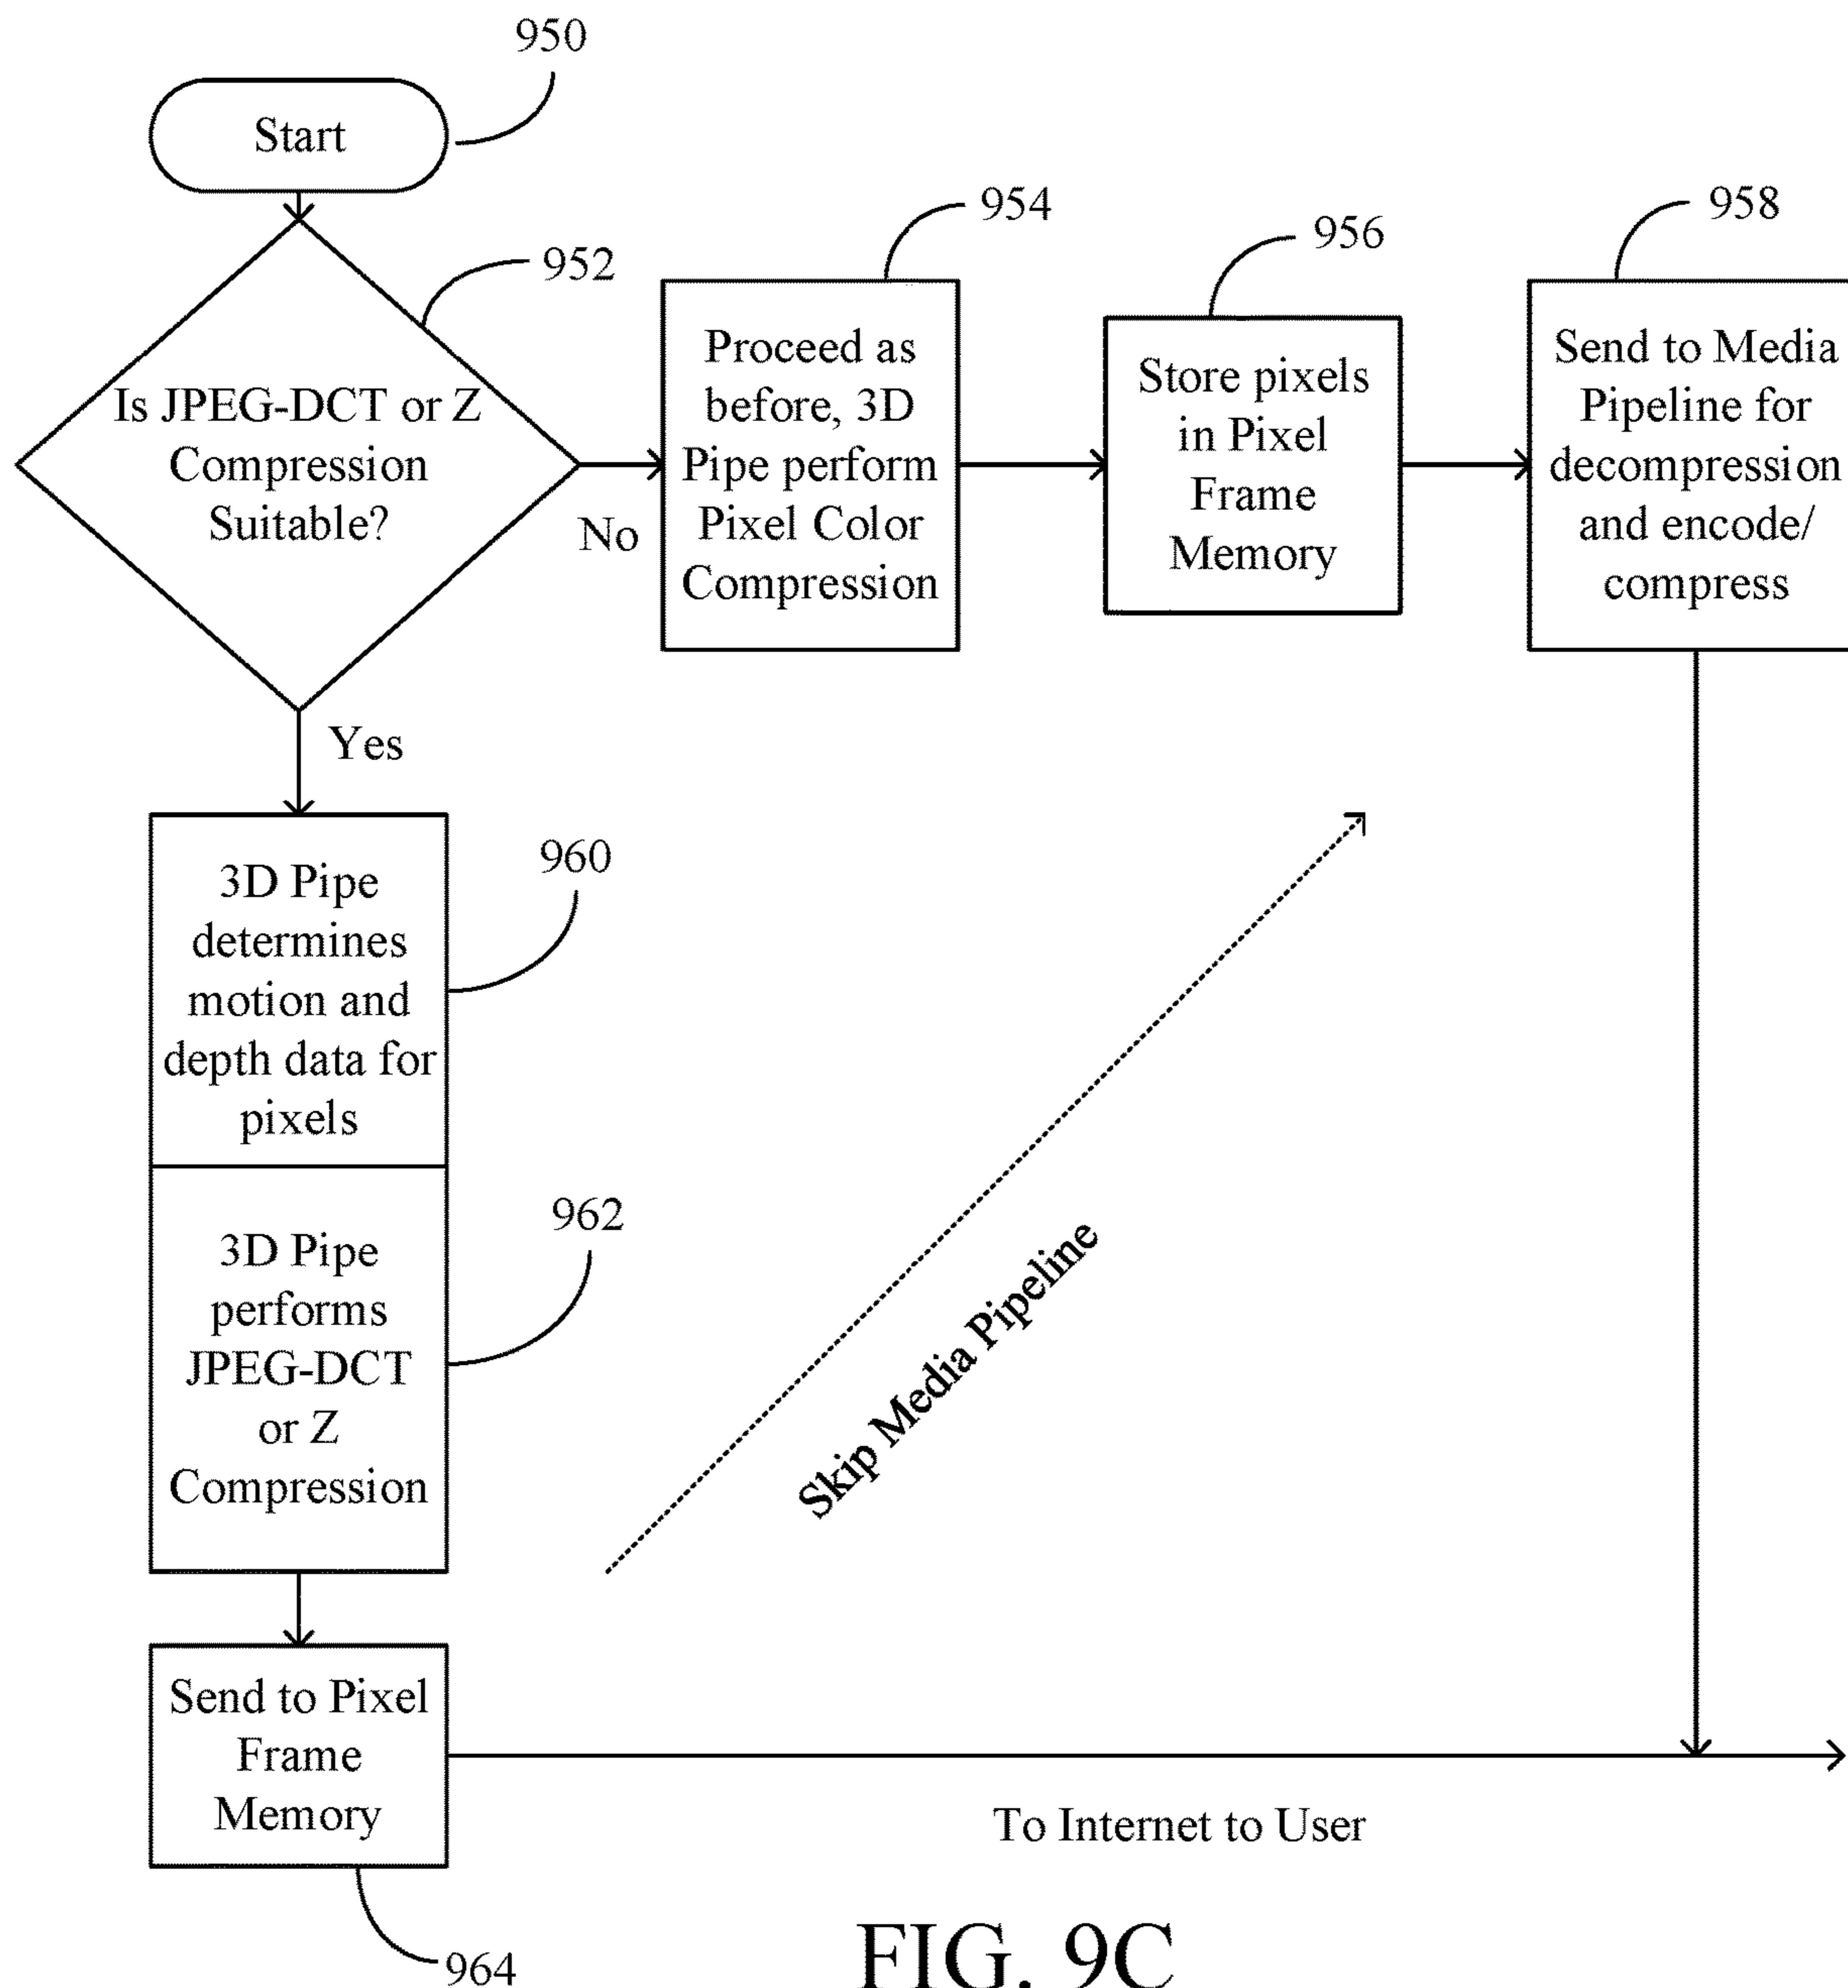 950
Start
952
Is JPEG-DCT or Z
Compression
Suitable?
No
Yes
954
Proceed as
before, 3D
Pipe perform
Pixel Color
Compression
956
Store pixels
in Pixel
Frame
Memory
958
Send to Media
Pipeline for
decompression
and encode/
compress
960
3D Pipe
determines
motion and
depth data for
pixels
962
3D Pipe
performs
JPEG-DCT
or Z
Compression
Skip Media Pipeline
Send to Pixel
Frame
Memory
964
To Internet to User
FIG. 9C